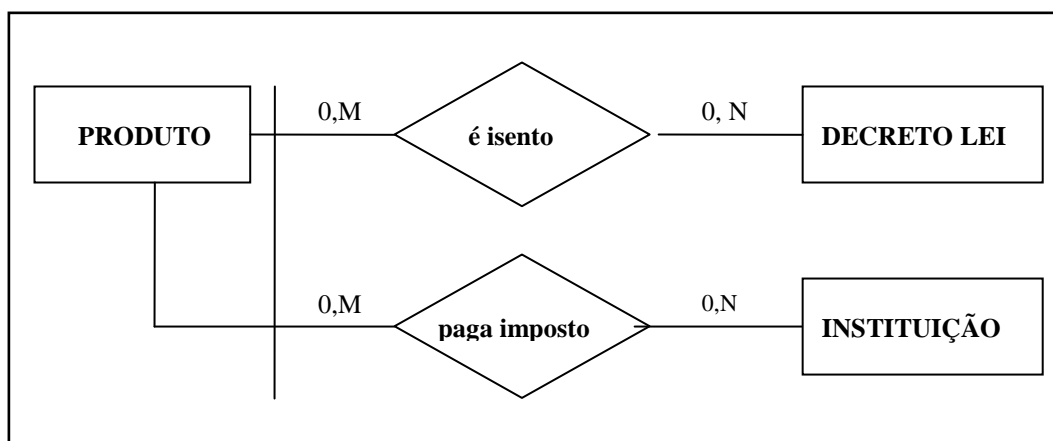 PRODUTO 0,M é isento 0, N DECRETO LEI
0,M paga imposto 0,N INSTITUIÇÃO